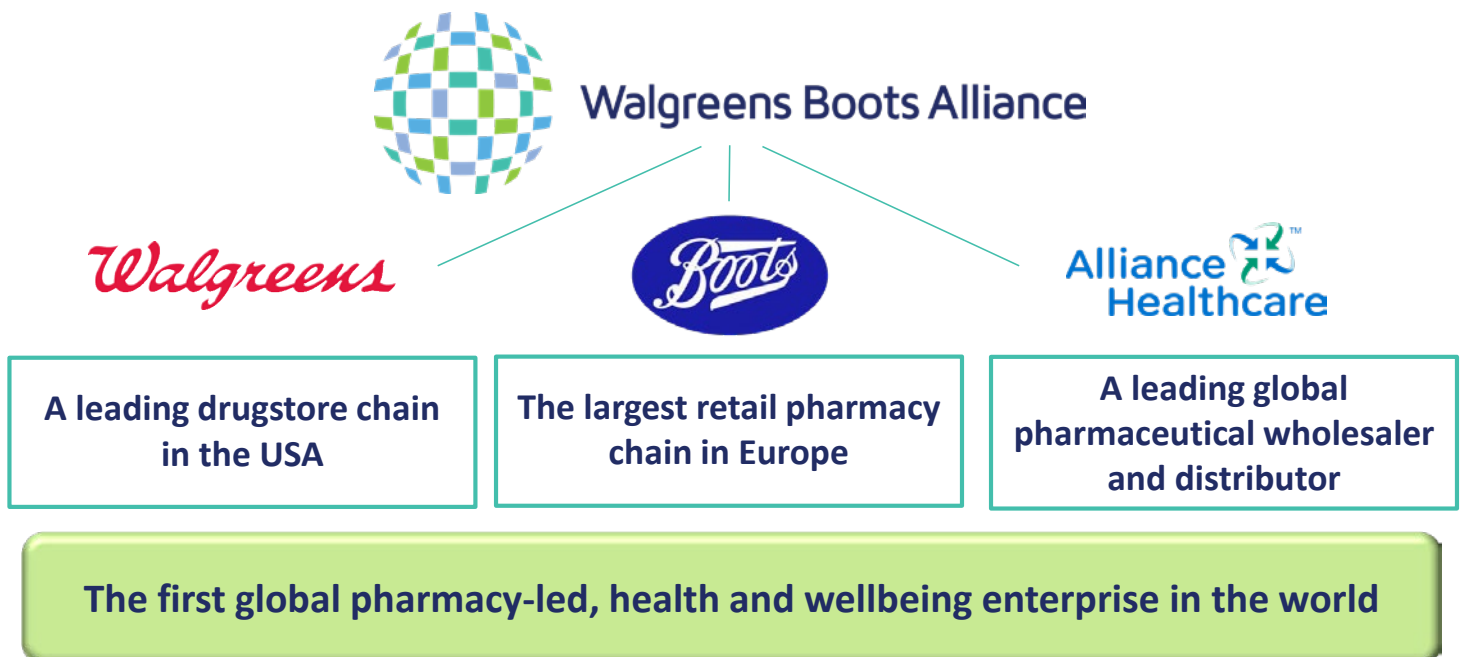 Walgreens Boots Alliance
Walgreens
Boots
Alliance
Healthcare
TM
A leading drugstore chain
in the USA
The largest retail pharmacy
chain in Europe
A leading global
pharmaceutical wholesaler
and distributor
The first global pharmacy-led, health and wellbeing enterprise in the world